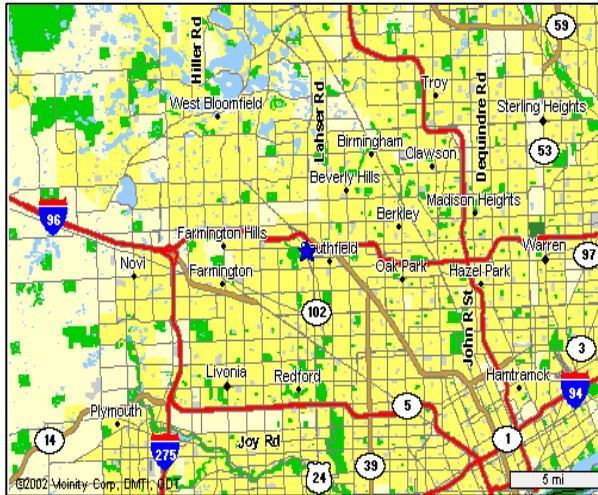 59
Hiller Rd
Troy
Dequindre Rd
West Bloomfield
Lahser Rd
Sterling Heights
Birmingham
Clawson
53
Beverly Hills
Madison Heights
96
Berkley
Farmington Hills
Southfield
Warren
Novi
97
Farmington
Oak Park
Hazel Park
102
John R St
3
Livonia
Redford
Hamtramck
94
Plymouth
5
14
Joy Rd
1
275
24
39
©2002 Vicinity Corp, DMTI, GDT
5 mi